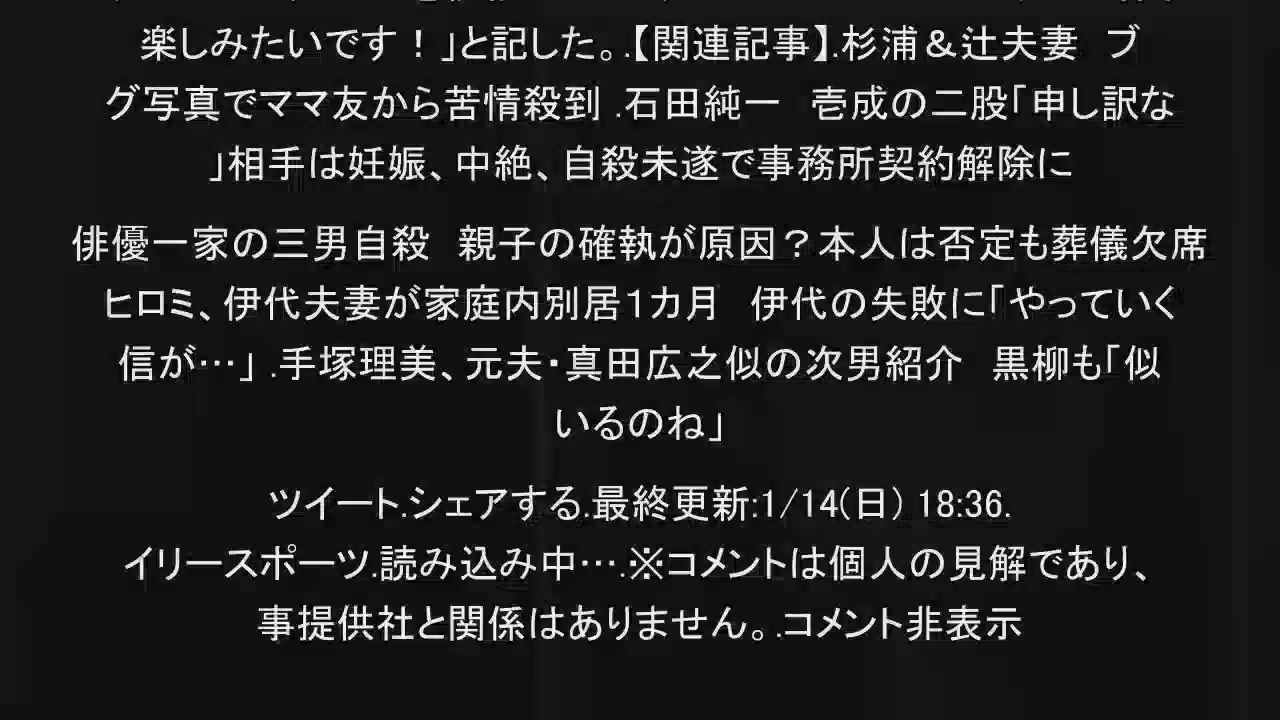 楽しみたいです！」と記した。.【関連記事】.杉浦＆辻夫妻　ブ
グ写真でママ友から苦情殺到 .石田純一　壱成の二股「申し訳な
」相手は妊娠、中絶、自殺未遂で事務所契約解除に
俳優一家の三男自殺　親子の確執が原因？本人は否定も葬儀欠席
ヒロミ、伊代夫妻が家庭内別居１カ月　伊代の失敗に「やっていく
信が…」 .手塚理美、元夫・真田広之似の次男紹介　黒柳も「似
いるのね」
ツイート.シェアする.最終更新:1/14(日) 18:36.
イリースポーツ.読み込み中….※コメントは個人の見解であり、
事提供社と関係はありません。.コメント非表示